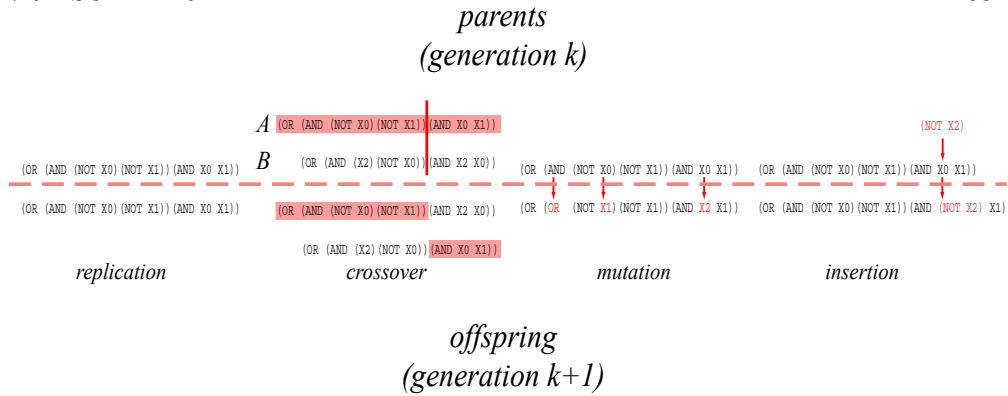 parents
(generation k)
A (OR (AND (NOT X0)(NOT X1))(AND X0 X1))
(NOT X2)
B (OR (AND (X2)(NOT X0))(AND X2 X0))
(OR (AND (NOT X0)(NOT X1))(AND X0 X1))
(OR (AND (NOT X0)(NOT X1))(AND X0 X1))
(OR (AND (NOT X0)(NOT X1))(AND X0 X1))
(OR (AND (NOT X0)(NOT X1))(AND X0 X1))
(OR (AND (NOT X0)(NOT X1))(AND X2 X0))
(OR (OR (NOT X1)(NOT X1))(AND X2 X1))
(OR (AND (NOT X0)(NOT X1))(AND (NOT X2) X1)
(OR (AND (X2)(NOT X0))(AND X0 X1))
replication
crossover
mutation
insertion
offspring
(generation k+1)